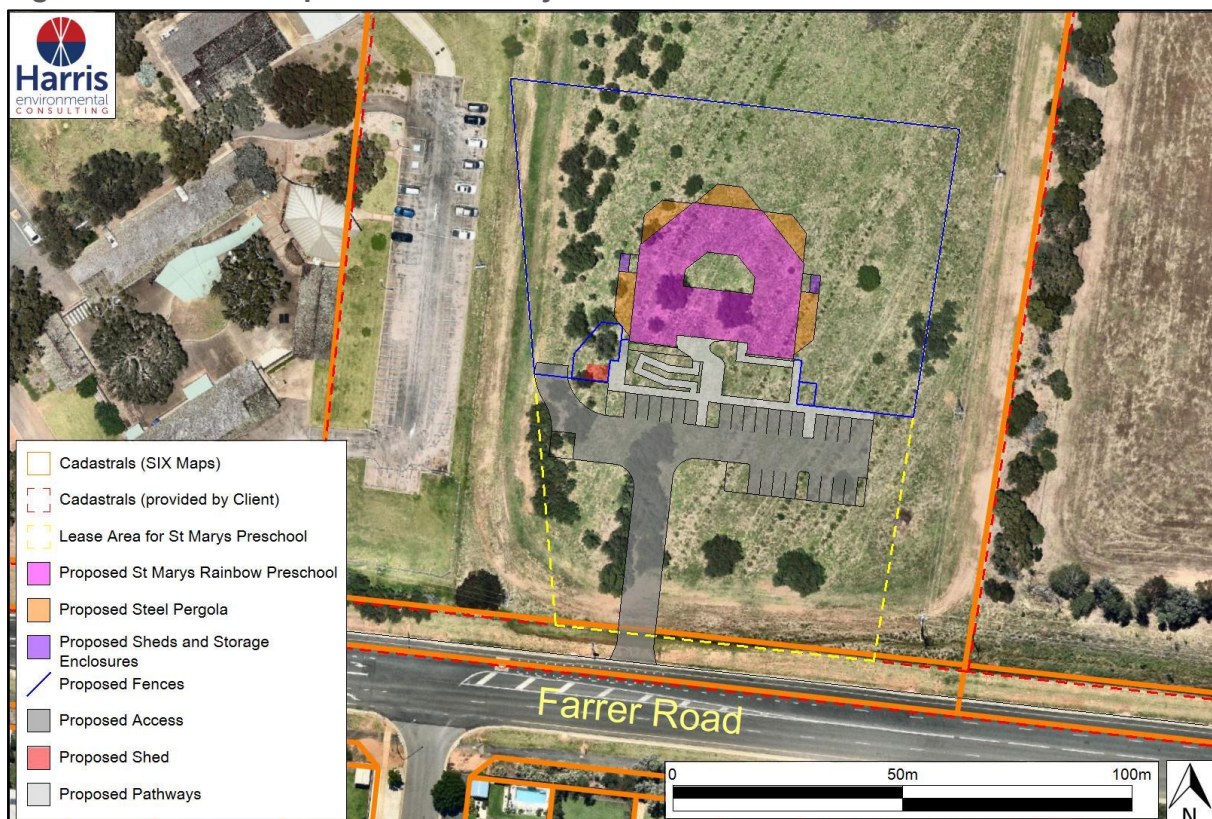 Harris
environmental
CONSULTING
Cadastrals (SIX Maps)
Cadastrals (provided by Client)
Lease Area for St Marys Preschool
Proposed St Marys Rainbow Preschool
Proposed Steel Pergola
Proposed Sheds and Storage
Enclosures
Proposed Fences
Proposed Access
Proposed Shed
Proposed Pathways
Farrer Road
0 50m 100m
N